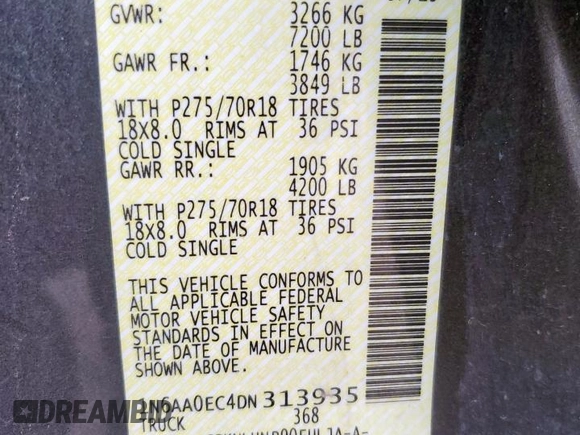 GVWR: 3266 KG
7200 LB
GAWR FR.: 1746 KG
3849 LB
WITH P275/70R18 TIRES
18X8.0 RIMS AT 36 PSI
COLD SINGLE
GAWR RR.: 1905 KG
4200 LB
WITH P275/70R18 TIRES
18X8.0 RIMS AT 36 PSI
COLD SINGLE
THIS VEHICLE CONFORMS TO
ALL APPLICABLE FEDERAL
MOTOR VEHICLE SAFETY
STANDARDS IN EFFECT ON
THE DATE OF MANUFACTURE
SHOWN ABOVE.
1N6AA0EC4DN313935
TRUCK 368
DREAMBID